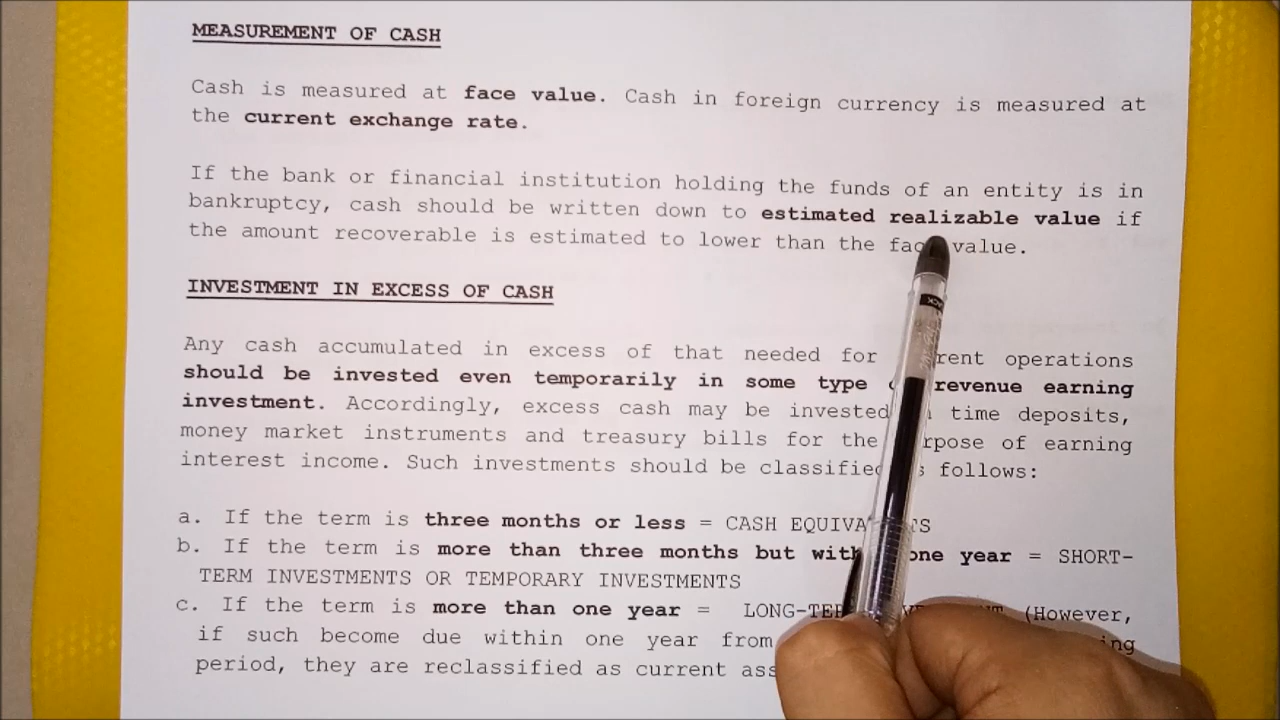 MEASUREMENT OF CASH
Cash is measured at face value. Cash in foreign currency is measured at
the current exchange rate.
If the bank or financial institution holding the funds of an entity is in
bankruptcy, cash should be written down to estimated realizable value if
the amount recoverable is estimated to lower than the face value.
INVESTMENT IN EXCESS OF CASH
Any cash accumulated in excess of that needed for operations
should be invested even temporarily in some type revenue earning
investment. Accordingly, excess cash may be invested time deposits,
money market instruments and treasury bills for the of earning
interest income. Such investments should be classified follows:
a. If the term is three months or less = CASH
b. If the term is more than three months but one year = SHORT-
TERM INVESTMENTS OR TEMPORARY INVESTMENTS
c. If the term is more than one year = (However,
if such become due within one year from
period, they are reclassified as current